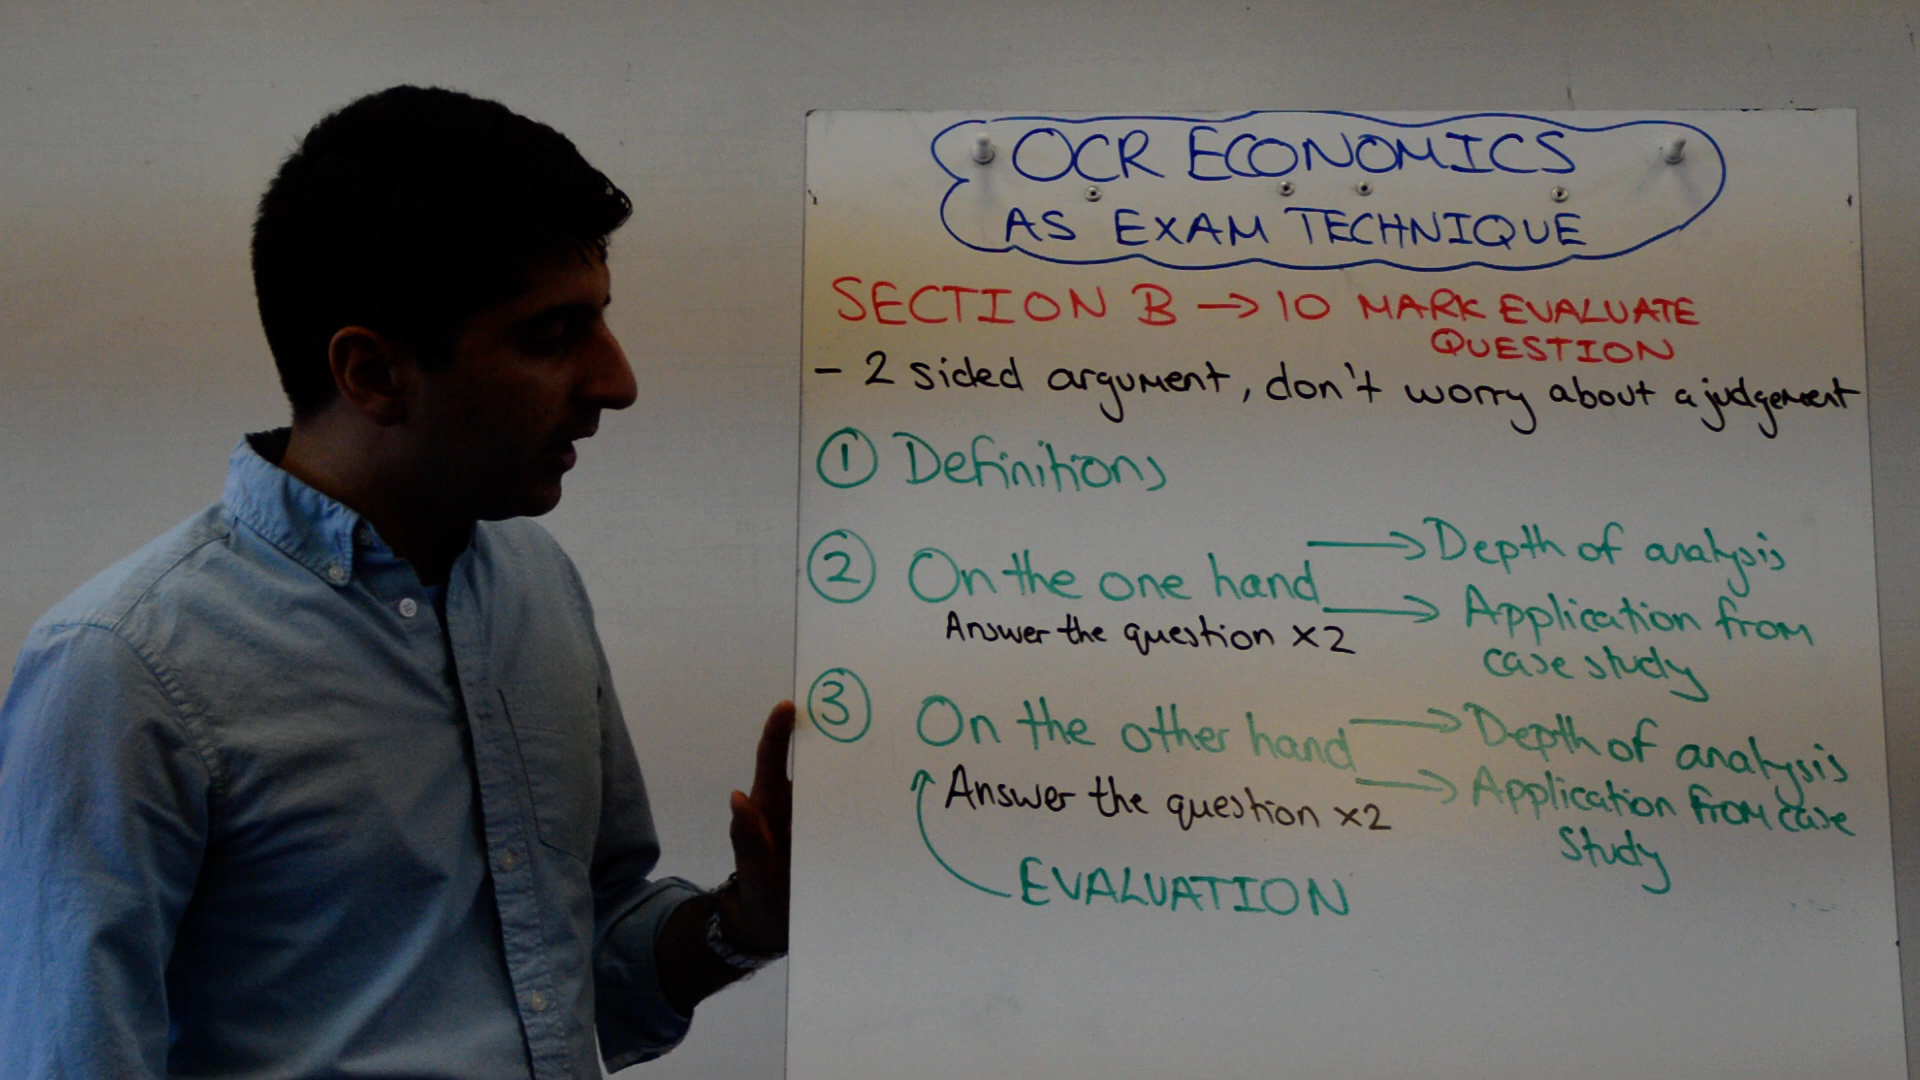 OCR ECONOMICS
AS EXAM TECHNIQUE
SECTION B → 10 MARK EVALUATE
QUESTION
- 2 sided argument, don't worry about a judgement
① Definitions
② On the one hand → Depth of analysis
→ Application from
case study
Answer the question x2
③ On the other hand → Depth of analysis
→ Application from case
study
Answer the question x2
EVALUATION